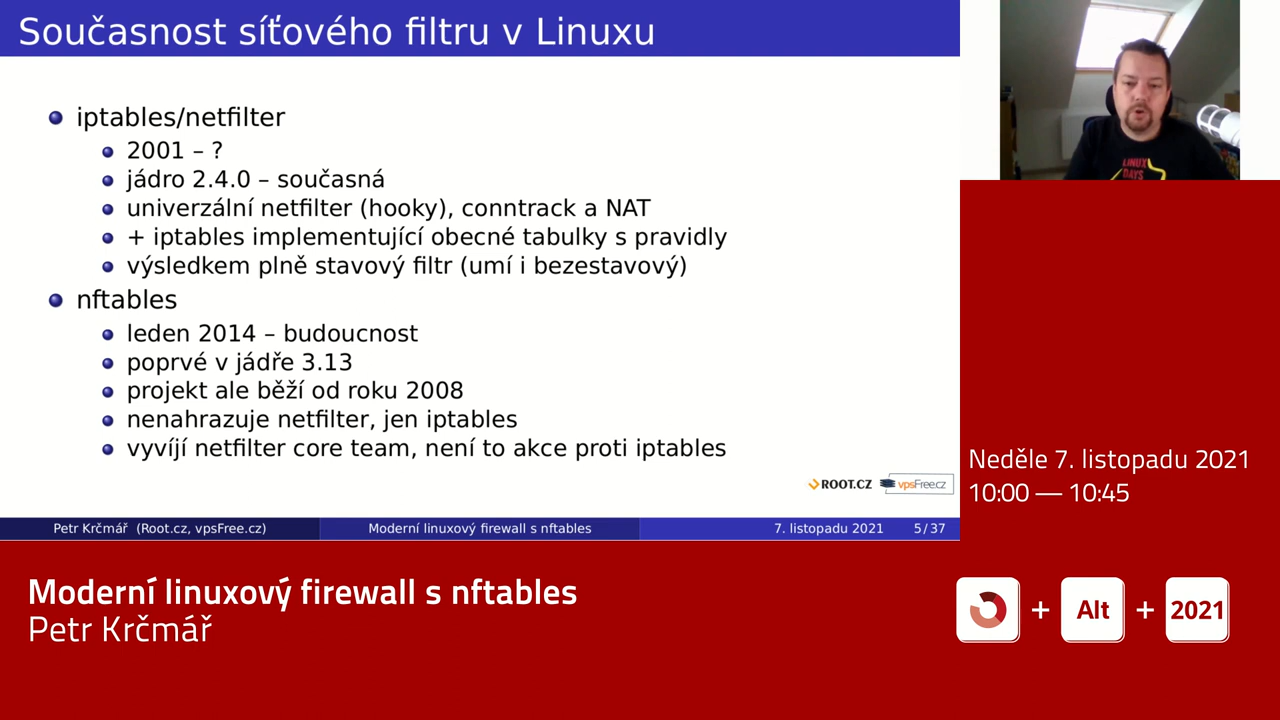 Současnost síťového filtru v Linuxu
iptables/netfilter
2001 – ?
jádro 2.4.0 – současná
univerzální netfilter (hooky), conntrack a NAT
+ iptables implementující obecné tabulky s pravidly
výsledkem plně stavový filtr (umí i bezestavový)
nftables
leden 2014 – budoucnost
poprvé v jádře 3.13
projekt ale běží od roku 2008
nenahrazuje netfilter, jen iptables
vyvíjí netfilter core team, není to akce proti iptables
ROOT.CZ vpsFree.cz
Petr Krčmář (Root.cz, vpsFree.cz) Moderní linuxový firewall s nftables 7. listopadu 2021 5/37
LINUX
DAYS
Neděle 7. listopadu 2021
10:00 — 10:45
Moderní linuxový firewall s nftables
Petr Krčmář
+ Alt + 2021